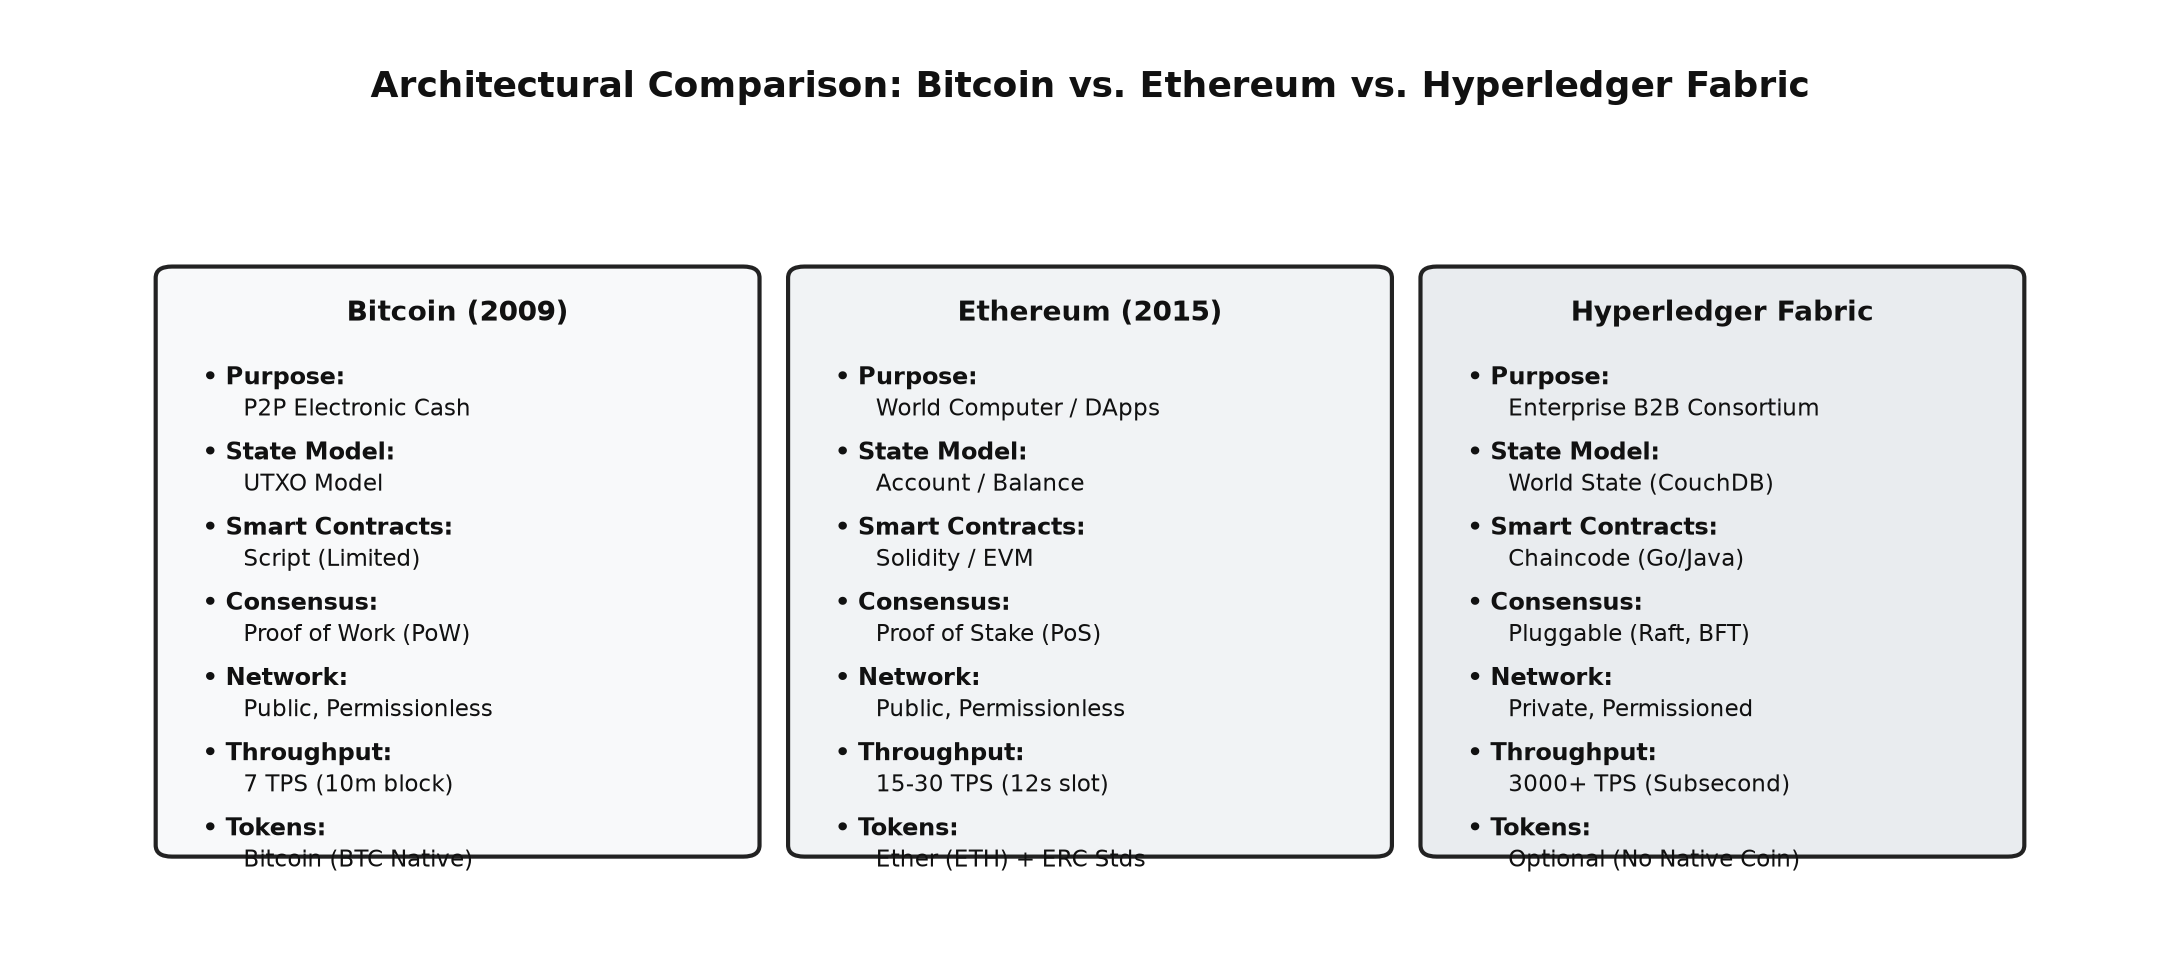 Architectural Comparison: Bitcoin vs. Ethereum vs. Hyperledger Fabric
Bitcoin (2009)
• Purpose:
P2P Electronic Cash
• State Model:
UTXO Model
• Smart Contracts:
Script (Limited)
• Consensus:
Proof of Work (PoW)
• Network:
Public, Permissionless
• Throughput:
7 TPS (10m block)
• Tokens:
Bitcoin (BTC Native)
Ethereum (2015)
• Purpose:
World Computer / DApps
• State Model:
Account / Balance
• Smart Contracts:
Solidity / EVM
• Consensus:
Proof of Stake (PoS)
• Network:
Public, Permissionless
• Throughput:
15-30 TPS (12s slot)
• Tokens:
Ether (ETH) + ERC Stds
Hyperledger Fabric
• Purpose:
Enterprise B2B Consortium
• State Model:
World State (CouchDB)
• Smart Contracts:
Chaincode (Go/Java)
• Consensus:
Pluggable (Raft, BFT)
• Network:
Private, Permissioned
• Throughput:
3000+ TPS (Subsecond)
• Tokens:
Optional (No Native Coin)